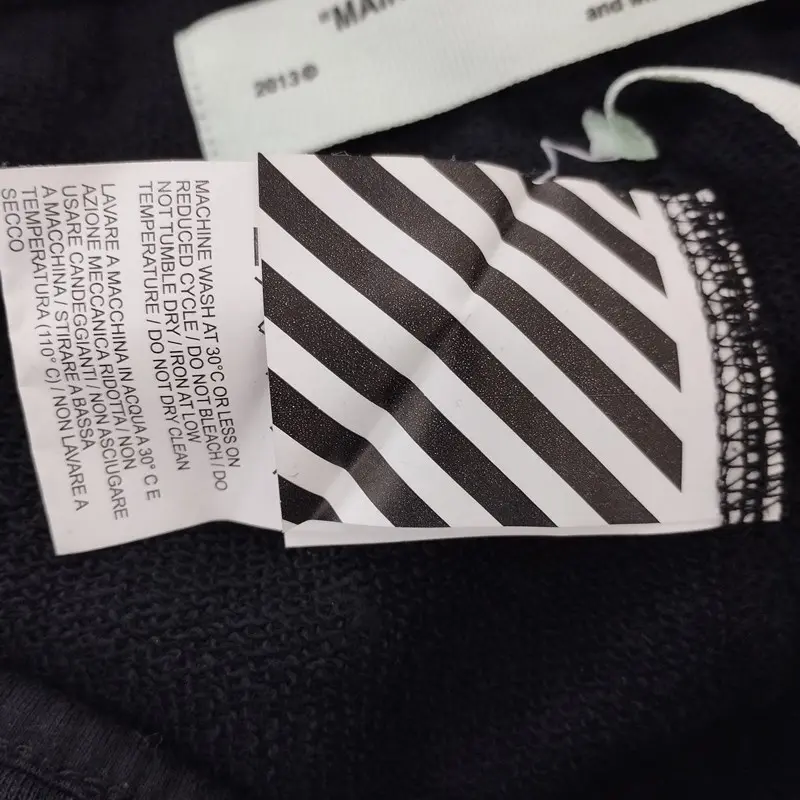 "MAIN
and
2013©
MACHINE WASH AT 30°C OR LESS ON
REDUCED CYCLE / DO NOT BLEACH / DO
NOT TUMBLE DRY / IRON AT LOW
TEMPERATURE / DO NOT DRY CLEAN
LAVARE A MACCHINA IN ACQUA A 30° C E
AZIONE MECCANICA RIDOTTA / NON
USARE CANDEGGIANTI / NON ASCIUGARE
A MACCHINA / STIRARE A BASSA
TEMPERATURA (110° C) / NON LAVARE A
SECCO